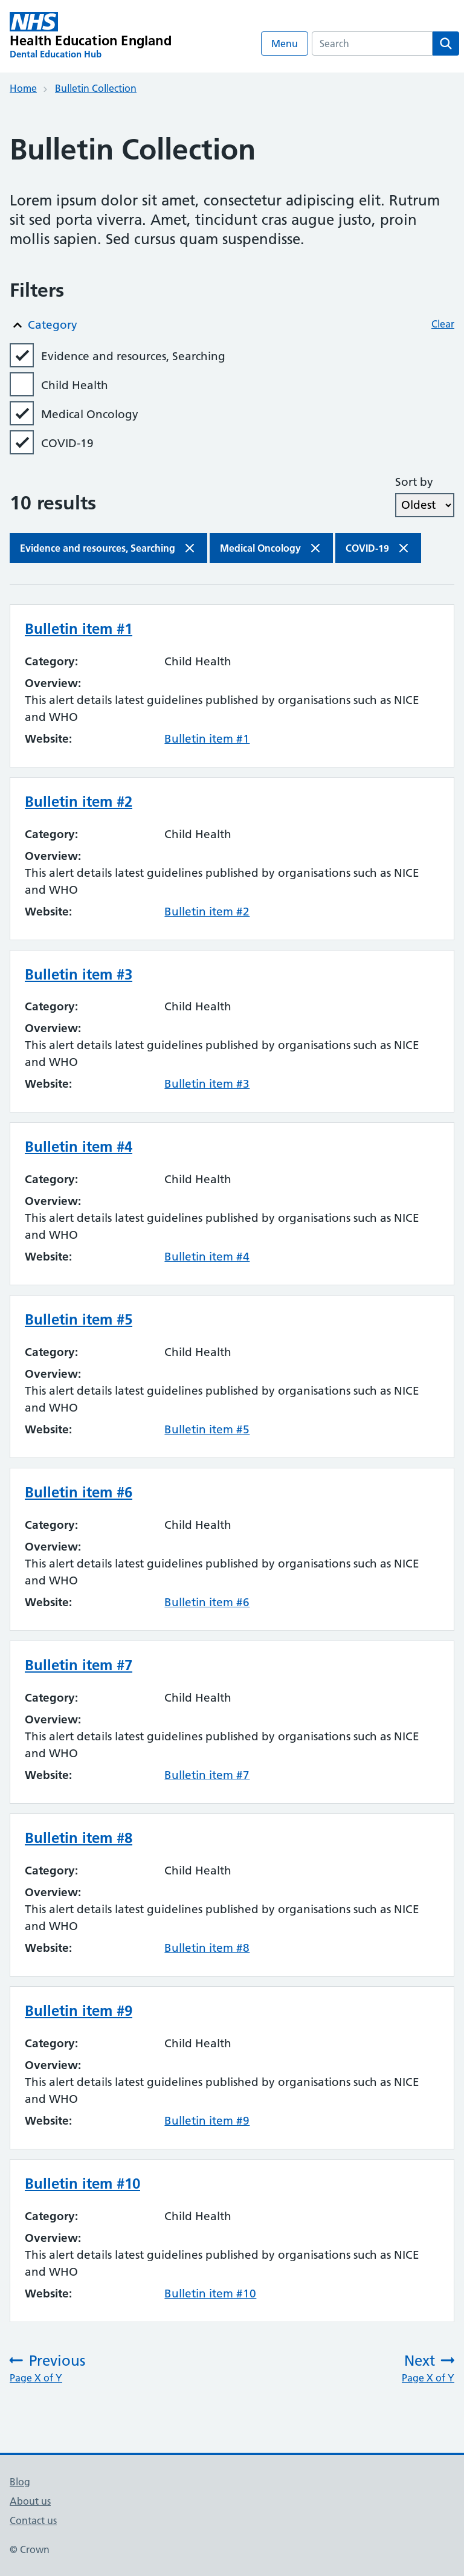 NHS
Health Education England
Dental Education Hub
Menu
Search
Home
Bulletin Collection
Bulletin Collection
Lorem ipsum dolor sit amet, consectetur adipiscing elit. Rutrum
ut sed porta viverra. Amet, tincidunt cras augue justo, proin
mollis sapien. Sed cursus quam suspendisse.
Filters
Category
Clear
Evidence and resources, Searching
Child Health
Medical Oncology
COVID-19
Sort by
10 results
Oldest
Evidence and resources, Searching
Medical Oncology
COVID-19
Bulletin item #1
Category: Child Health
Overview:
This alert details latest guidelines published by organisations such as NICE
and WHO
Website: Bulletin item #1
Bulletin item #2
Category: Child Health
Overview:
This alert details latest guidelines published by organisations such as NICE
and WHO
Website: Bulletin item #2
Bulletin item #3
Category: Child Health
Overview:
This alert details latest guidelines published by organisations such as NICE
and WHO
Website: Bulletin item #3
Bulletin item #4
Category: Child Health
Overview:
This alert details latest guidelines published by organisations such as NICE
and WHO
Website: Bulletin item #4
Bulletin item #5
Category: Child Health
Overview:
This alert details latest guidelines published by organisations such as NICE
and WHO
Website: Bulletin item #5
Bulletin item #6
Category: Child Health
Overview:
This alert details latest guidelines published by organisations such as NICE
and WHO
Website: Bulletin item #6
Bulletin item #7
Category: Child Health
Overview:
This alert details latest guidelines published by organisations such as NICE
and WHO
Website: Bulletin item #7
Bulletin item #8
Category: Child Health
Overview:
This alert details latest guidelines published by organisations such as NICE
and WHO
Website: Bulletin item #8
Bulletin item #9
Category: Child Health
Overview:
This alert details latest guidelines published by organisations such as NICE
and WHO
Website: Bulletin item #9
Bulletin item #10
Category: Child Health
Overview:
This alert details latest guidelines published by organisations such as NICE
and WHO
Website: Bulletin item #10
Previous
Page X of Y
Next
Page X of Y
Blog
About us
Contact us
© Crown